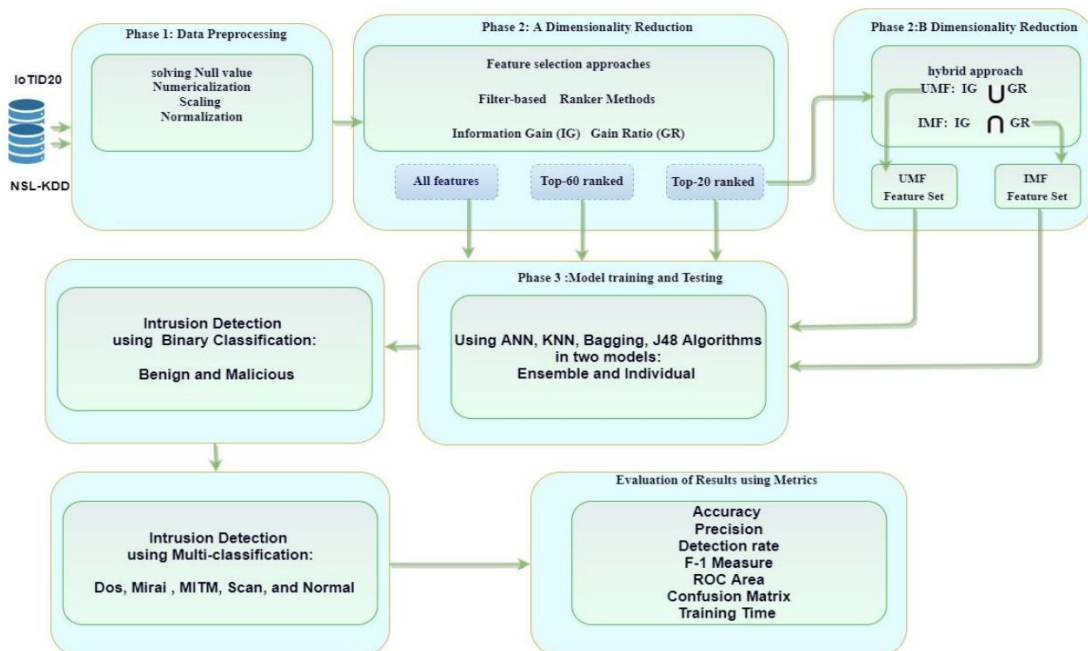 IoTID20
NSL-KDD
Phase 1: Data Preprocessing
solving Null value
Numericalization
Scaling
Normalization
Phase 2: A Dimensionality Reduction
Feature selection approaches
Filter-based Ranker Methods
Information Gain (IG) Gain Ratio (GR)
All features
Top-60 ranked
Top-20 ranked
Phase 2:B Dimensionality Reduction
hybrid approach
UMF: IG ∪ GR
IMF: IG ∩ GR
UMF
Feature Set
IMF
Feature Set
Phase 3 :Model training and Testing
Using ANN, KNN, Bagging, J48 Algorithms
in two models:
Ensemble and Individual
Intrusion Detection
using Binary Classification:
Benign and Malicious
Intrusion Detection
using Multi-classification:
Dos, Mirai , MITM, Scan, and Normal
Evaluation of Results using Metrics
Accuracy
Precision
Detection rate
F-1 Measure
ROC Area
Confusion Matrix
Training Time